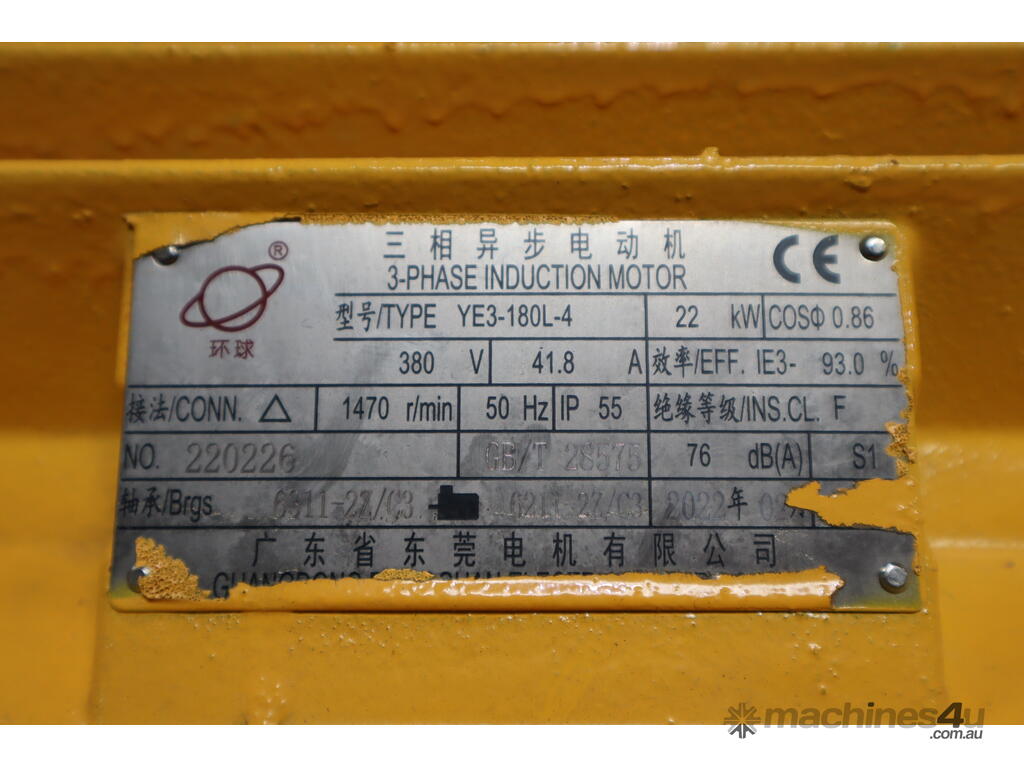 三相异步电动机
®
3-PHASE INDUCTION MOTOR
CE
环球
型号/TYPE YE3-180L-4 22 kW COSΦ 0.86
380 V 41.8 A 效率/EFF. IE3- 93.0 %
接法/CONN. △ 1470 r/min 50 Hz IP 55 绝缘等级/INS.CL. F
NO. 220226 GB/T 28575 76 dB(A) S1
轴承/Brgs 6311-2Z/C3 2022年
广东省东莞电机有限公司
machines4u
.com.au